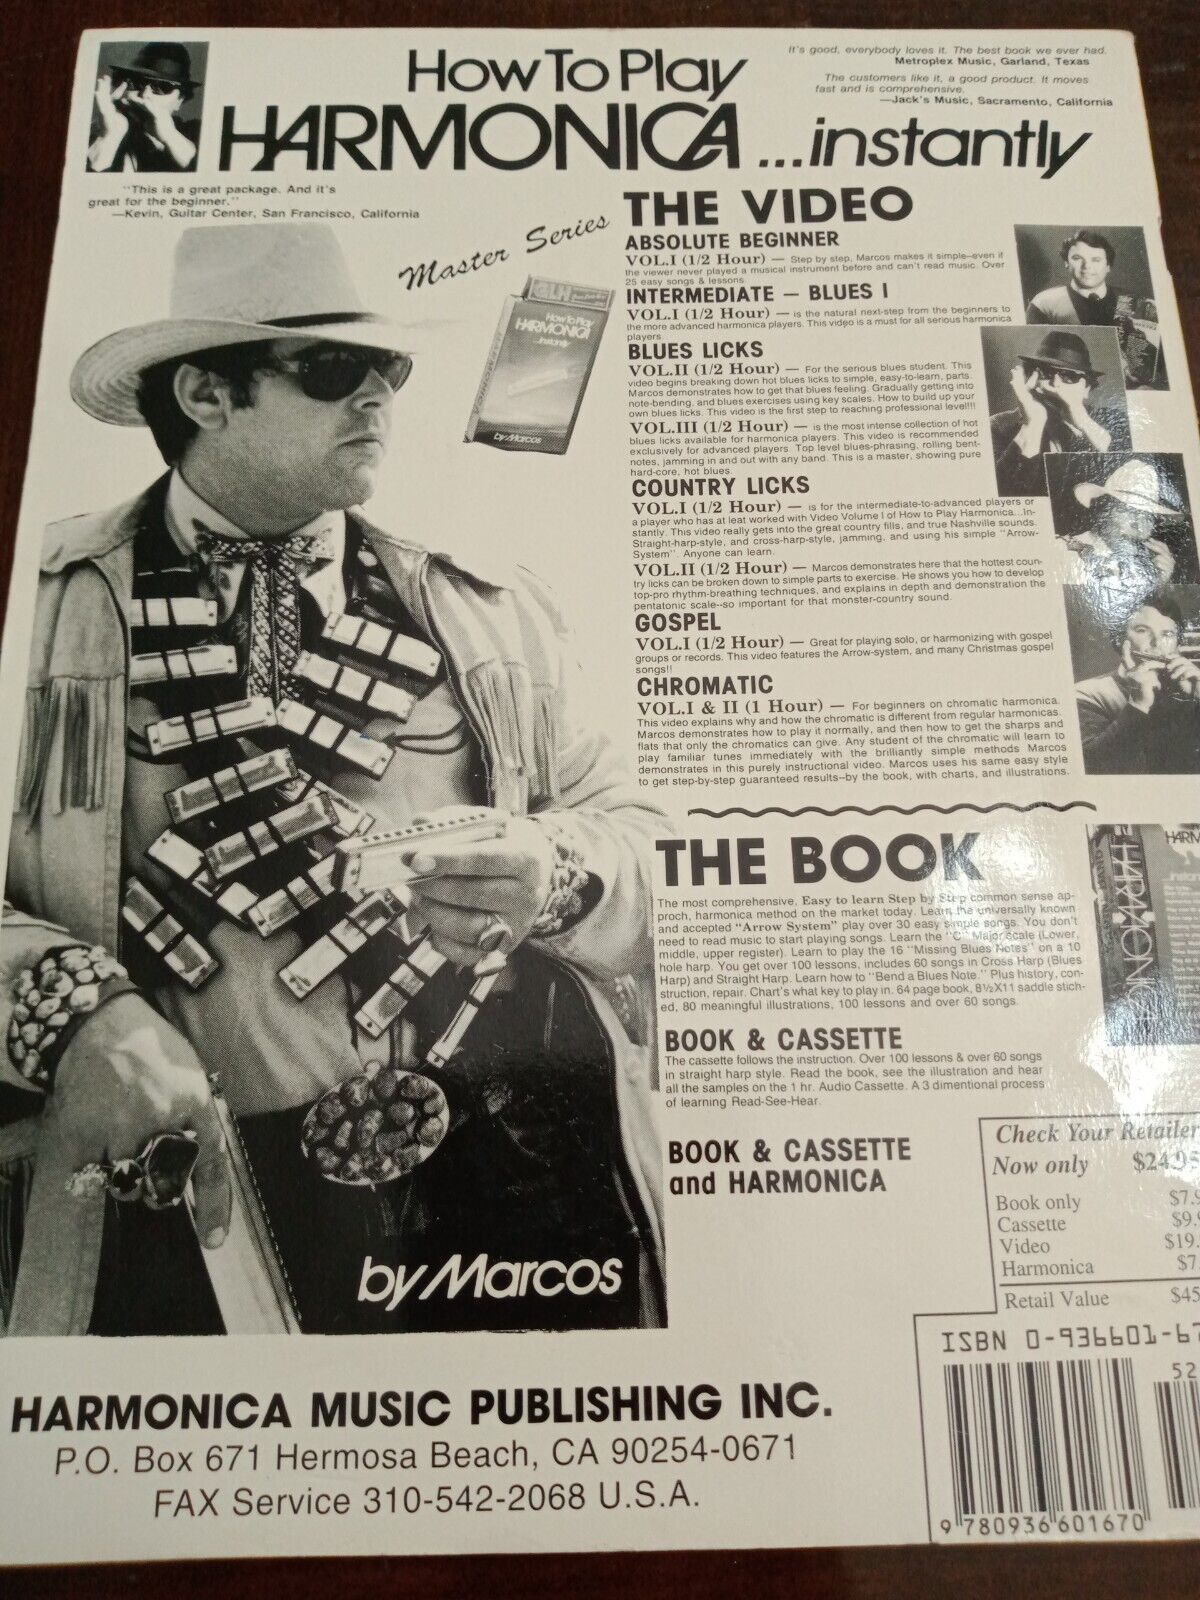 How To Play
HARMONICA ...instantly
It's good, everybody loves it. The best book we ever had.
Metroplex Music, Garland, Texas
The customers like it, a good product. It moves
fast and is comprehensive.
—Jack's Music, Sacramento, California
"This is a great package. And it's
great for the beginner."
—Kevin, Guitar Center, San Francisco, California
Master Series
GLH
How To Play
HARMONICA
...instantly
by Marcos
THE VIDEO
ABSOLUTE BEGINNER
VOL.I (1/2 Hour) — Step by step, Marcos makes it simple–even if
the viewer never played a musical instrument before and can't read music. Over
25 easy songs & lessons.
INTERMEDIATE – BLUES I
VOL.I (1/2 Hour) — is the natural next-step from the beginners to
the more advanced harmonica players. This video is a must for all serious harmonica
players.
BLUES LICKS
VOL.II (1/2 Hour) — For the serious blues student. This
video begins breaking down hot blues licks to simple, easy-to-learn, parts.
Marcos demonstrates how to get that blues feeling. Gradually getting into
note-bending, and blues exercises using key scales. How to build up your
own blues licks. This video is the first step to reaching professional level!!!
VOL.III (1/2 Hour) — is the most intense collection of hot
blues licks available for harmonica players. This video is recommended
exclusively for advanced players. Top level blues-phrasing, rolling bent-
notes, jamming in and out with any band. This is a master, showing pure
hard-core, hot blues.
COUNTRY LICKS
VOL.I (1/2 Hour) — is for the intermediate-to-advanced players or
a player who has at leat worked with Video Volume I of How to Play Harmonica...In-
stantly. This video really gets into the great country fills, and true Nashville sounds.
Straight-harp-style, and cross-harp-style, jamming, and using his simple "Arrow-
System". Anyone can learn.
VOL.II (1/2 Hour) — Marcos demonstrates here that the hottest coun-
try licks can be broken down to simple parts to exercise. He shows you how to develop
top-pro rhythm-breathing techniques, and explains in depth and demonstration the
pentatonic scale--so important for that monster-country sound.
GOSPEL
VOL.I (1/2 Hour) — Great for playing solo, or harmonizing with gospel
groups or records. This video features the Arrow-system, and many Christmas gospel
songs!!
CHROMATIC
VOL.I & II (1 Hour) — For beginners on chromatic harmonica.
This video explains why and how the chromatic is different from regular harmonicas.
Marcos demonstrates how to play it normally, and then how to get the sharps and
flats that only the chromatics can give. Any student of the chromatic will learn to
play familiar tunes immediately with the brilliantly simple methods Marcos
demonstrates in this purely instructional video. Marcos uses his same easy style
to get step-by-step guaranteed results–by the book, with charts, and illustrations.
THE BOOK
The most comprehensive, Easy to learn Step by Step common sense ap-
proch, harmonica method on the market today. Learn the universally known
and accepted "Arrow System" play over 30 easy simple songs. You don't
need to read music to start playing songs. Learn the "C" Major Scale (Lower,
middle, upper register). Learn to play the 16 "Missing Blues Notes" on a 10
hole harp. You get over 100 lessons, includes 60 songs in Cross Harp (Blues
Harp) and Straight Harp. Learn how to "Bend a Blues Note." Plus history, con-
struction, repair. Chart's what key to play in. 64 page book, 8½X11 saddle stich-
ed, 80 meaningful illustrations, 100 lessons and over 60 songs.
BOOK & CASSETTE
The cassette follows the instruction. Over 100 lessons & over 60 songs
in straight harp style. Read the book, see the illustration and hear
all the samples on the 1 hr. Audio Cassette. A 3 dimentional process
of learning Read-See-Hear.
BOOK & CASSETTE
and HARMONICA
Check Your Retailer
Now only $24.95
Book only $7.9
Cassette $9.9
Video $19.
Harmonica $7.
Retail Value $45
by Marcos
ISBN 0-936601-67
52
9 780936 601670
HARMONICA MUSIC PUBLISHING INC.
P.O. Box 671 Hermosa Beach, CA 90254-0671
FAX Service 310-542-2068 U.S.A.